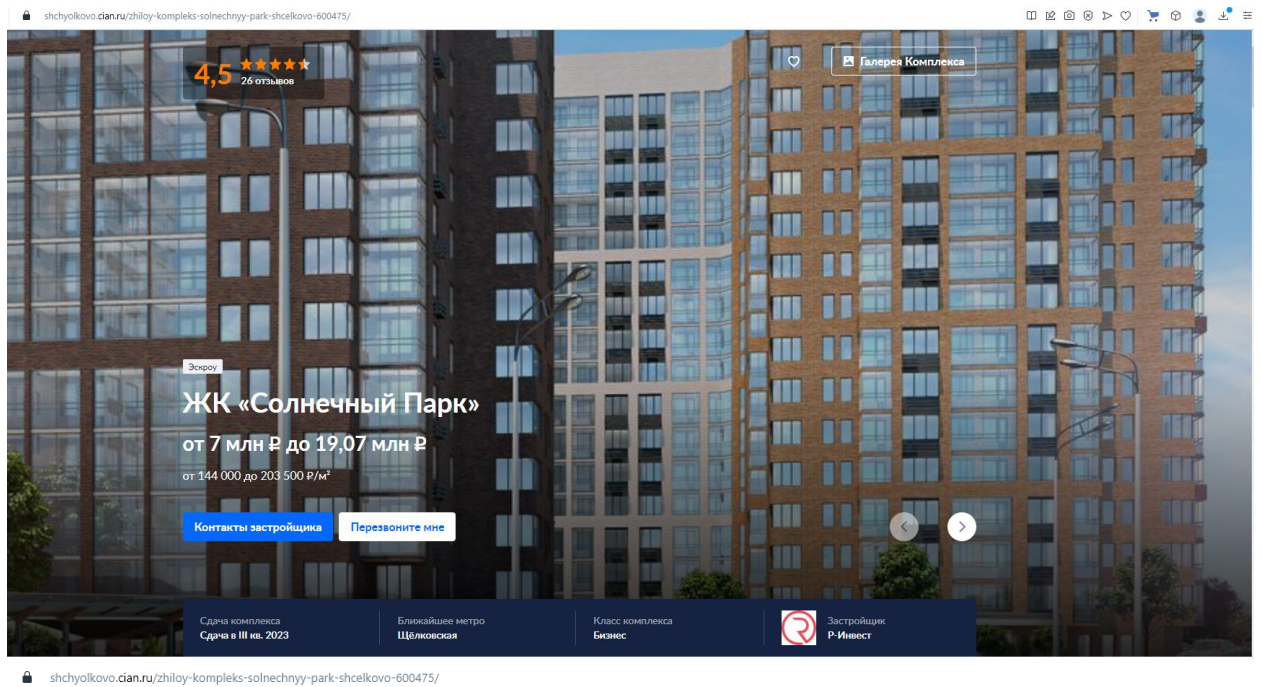 shchyolkovo.cian.ru/zhiloy-kompleks-solnechnyy-park-shcelkovo-600475/
4,5
26 отзывов
Галерея Комплекса
Эскроу
ЖК «Солнечный Парк»
от 7 млн ₽ до 19,07 млн ₽
от 144 000 до 203 500 ₽/м²
Контакты застройщика
Перезвоните мне
Сдача комплекса
Сдача в III кв. 2023
Ближайшее метро
Щёлковская
Класс комплекса
Бизнес
Застройщик
Р-Инвест
shchyolkovo.cian.ru/zhiloy-kompleks-solnechnyy-park-shcelkovo-600475/